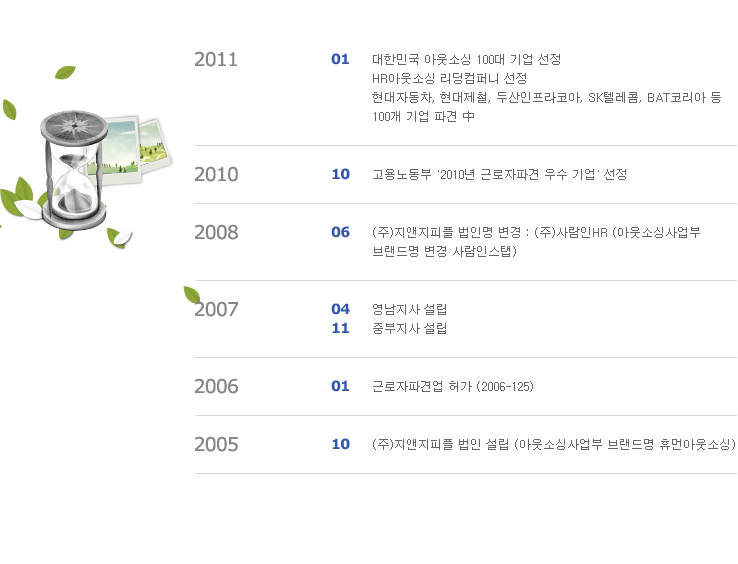 2011 01 대한민국 아웃소싱 100대 기업 선정
HR아웃소싱 리딩컴퍼니 선정
현대자동차, 현대제철, 두산인프라코아, SK텔레콤, BAT코리아 등
100개 기업 파견 中
2010 10 고용노동부 '2010년 근로자파견 우수 기업' 선정
2008 06 (주)지앤지피플 법인명 변경 : (주)사람인HR (아웃소싱사업부
브랜드명 변경 사람인스탭)
2007 04 영남지사 설립
11 중부지사 설립
2006 01 근로자파견업 허가 (2006-125)
2005 10 (주)지앤지피플 법인 설립 (아웃소싱사업부 브랜드명 휴먼아웃소싱)